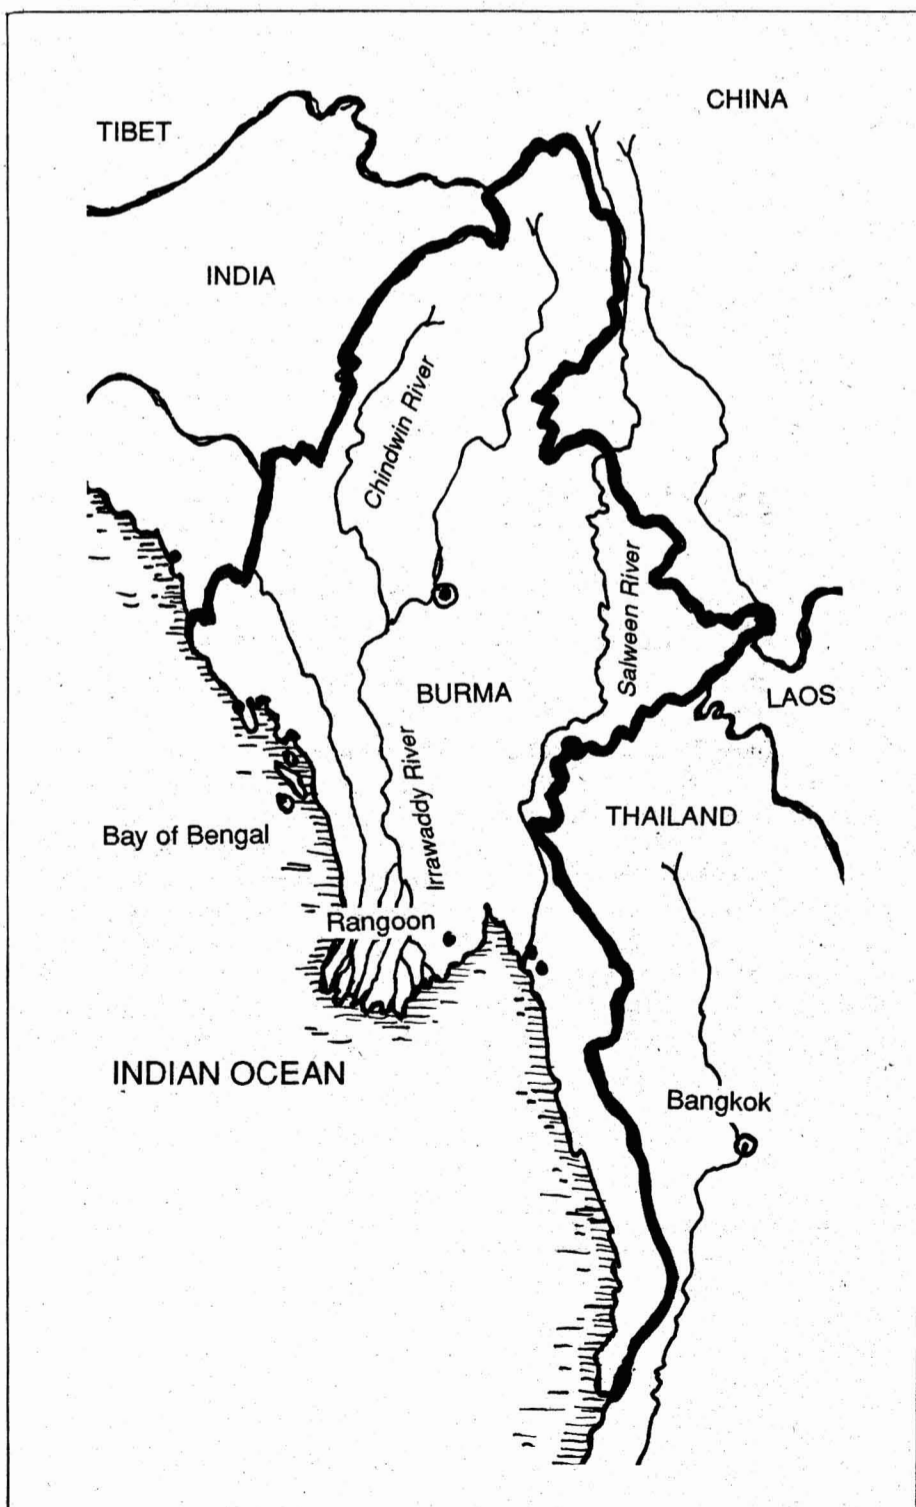 CHINA
TIBET
INDIA
Chindwin River
Salween River
BURMA
LAOS
Irrawaddy River
THAILAND
Bay of Bengal
Rangoon
INDIAN OCEAN
Bangkok